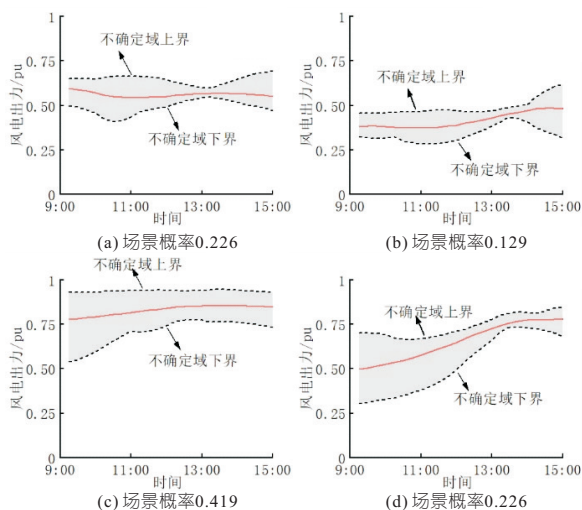 1
0.75
0.50
0.25
0
风电出力/pu
不确定域上界
不确定域下界
9:00
11:00
13:00
15:00
时间
(a) 场景概率0.226
1
0.75
0.50
0.25
0
风电出力/pu
不确定域上界
不确定域下界
9:00
11:00
13:00
15:00
时间
(b) 场景概率0.129
1
0.75
0.50
0.25
0
风电出力/pu
不确定域上界
不确定域下界
9:00
11:00
13:00
15:00
时间
(c) 场景概率0.419
1
0.75
0.50
0.25
0
风电出力/pu
不确定域上界
不确定域下界
9:00
11:00
13:00
15:00
时间
(d) 场景概率0.226